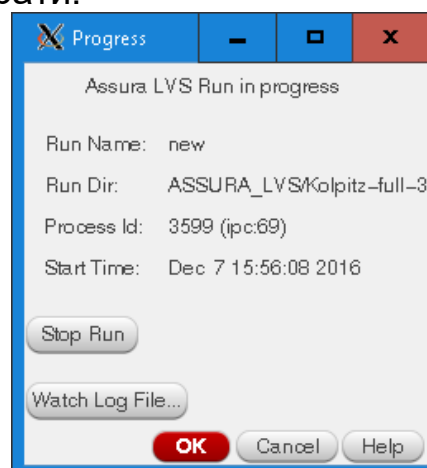 Progress
Assura LVS Run in progress
Run Name: new
Run Dir: ASSURA_LVS/Kolpitz-full-3
Process Id: 3599 (ipc:69)
Start Time: Dec 7 15:56:08 2016
Stop Run
Watch Log File...
OK Cancel Help